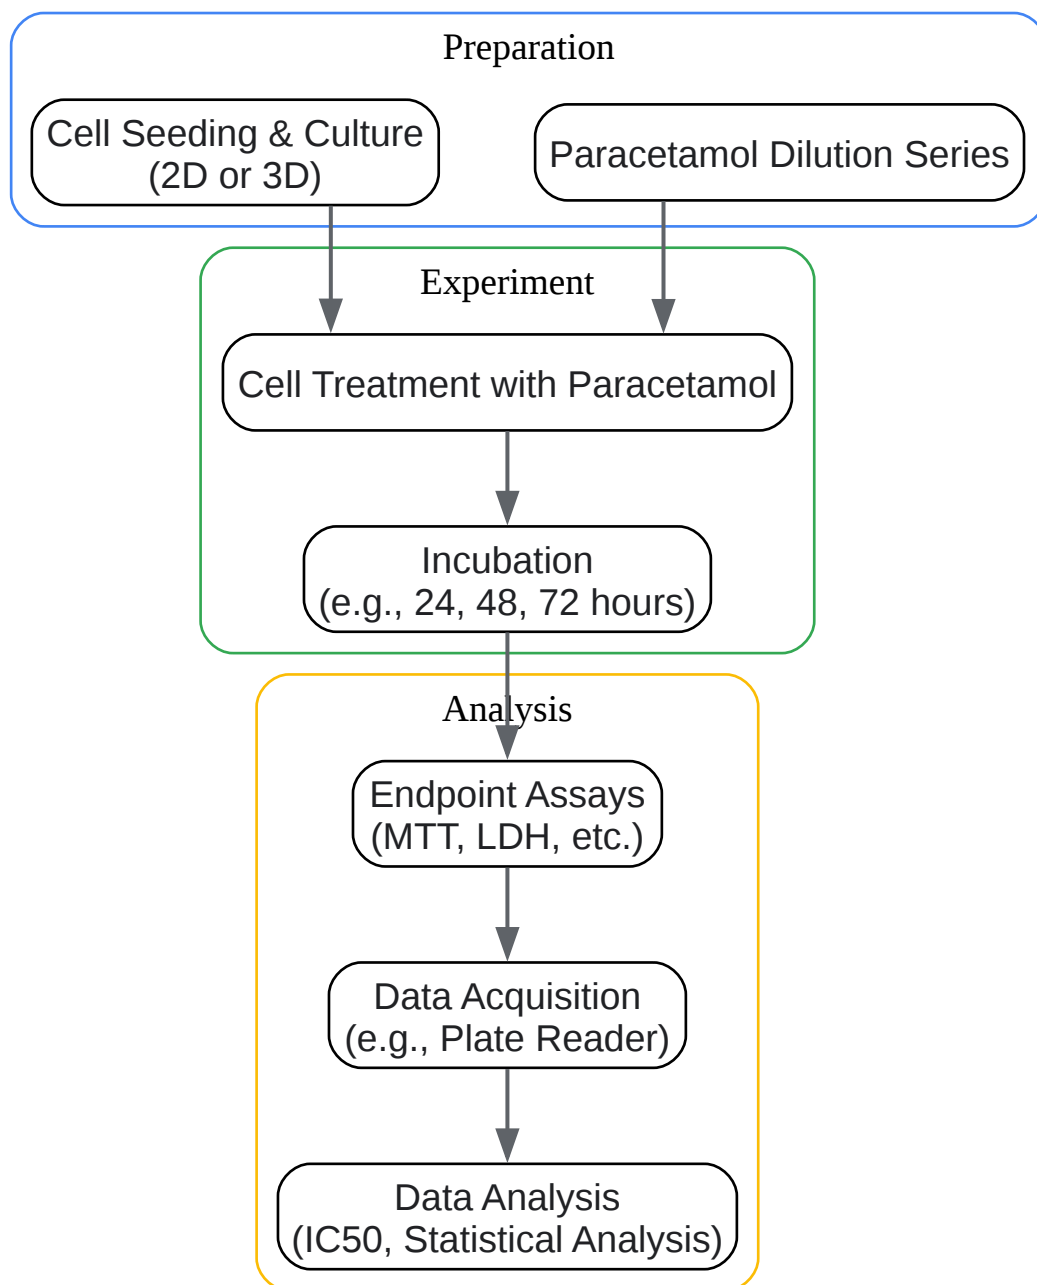 Preparation
Cell Seeding & Culture
(2D or 3D)
Paracetamol Dilution Series
Experiment
Cell Treatment with Paracetamol
Incubation
(e.g., 24, 48, 72 hours)
Analysis
Endpoint Assays
(MTT, LDH, etc.)
Data Acquisition
(e.g., Plate Reader)
Data Analysis
(IC50, Statistical Analysis)